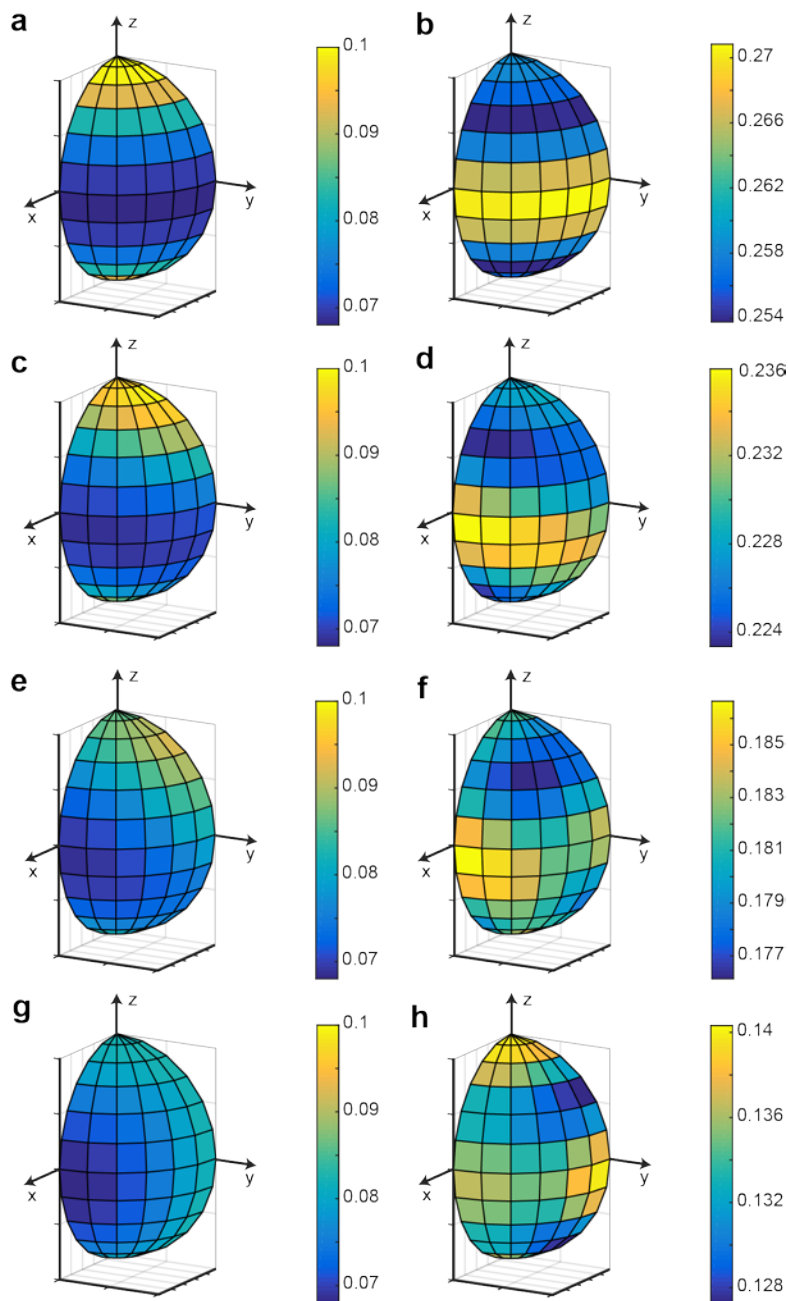 a
z
x
y
0.1
0.09
0.08
0.07
b
z
x
y
0.27
0.266
0.262
0.258
0.254
c
z
x
y
0.1
0.09
0.08
0.07
d
z
x
y
0.236
0.232
0.228
0.224
e
z
x
y
0.1
0.09
0.08
0.07
f
z
x
y
0.185
0.183
0.181
0.179
0.177
g
z
x
y
0.1
0.09
0.08
0.07
h
z
x
y
0.14
0.136
0.132
0.128